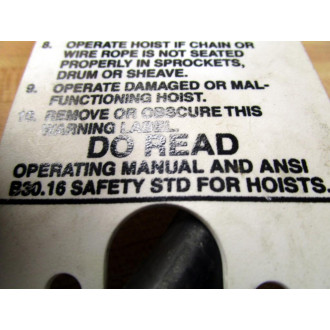 8. OPERATE HOIST IF CHAIN OR
WIRE ROPE IS NOT SEATED
PROPERLY IN SPROCKETS,
DRUM OR SHEAVE.
9. OPERATE DAMAGED OR MAL-
FUNCTIONING HOIST.
10. REMOVE OR OBSCURE THIS
WARNING LABEL.
DO READ
OPERATING MANUAL AND ANSI
B30.16 SAFETY STD FOR HOISTS.